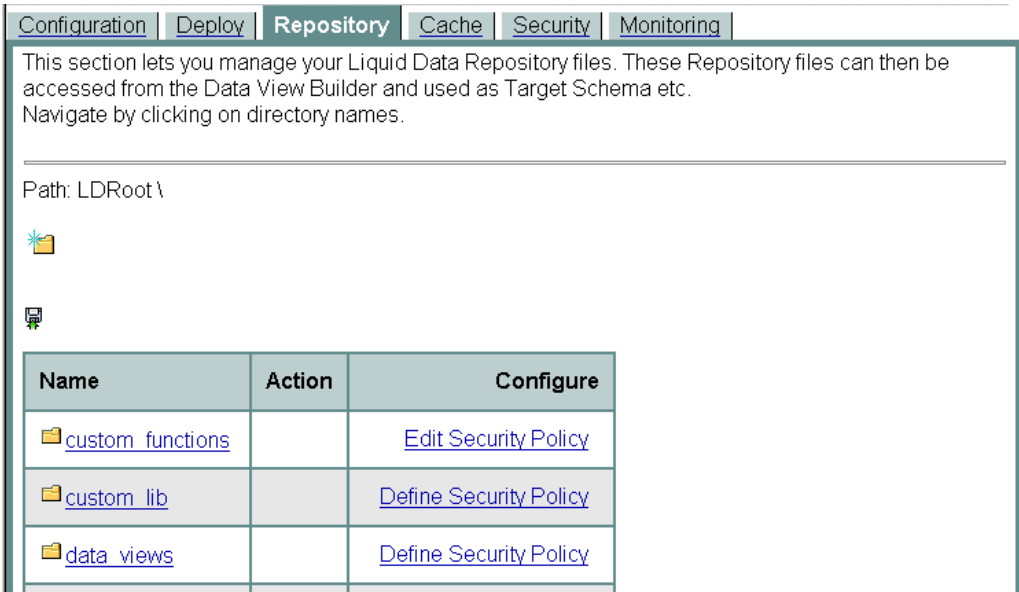 Configuration Deploy Repository Cache Security Monitoring
This section lets you manage your Liquid Data Repository files. These Repository files can then be
accessed from the Data View Builder and used as Target Schema etc.
Navigate by clicking on directory names.
Path: LDRoot \
Name Action Configure
custom_functions Edit Security Policy
custom_lib Define Security Policy
data_views Define Security Policy